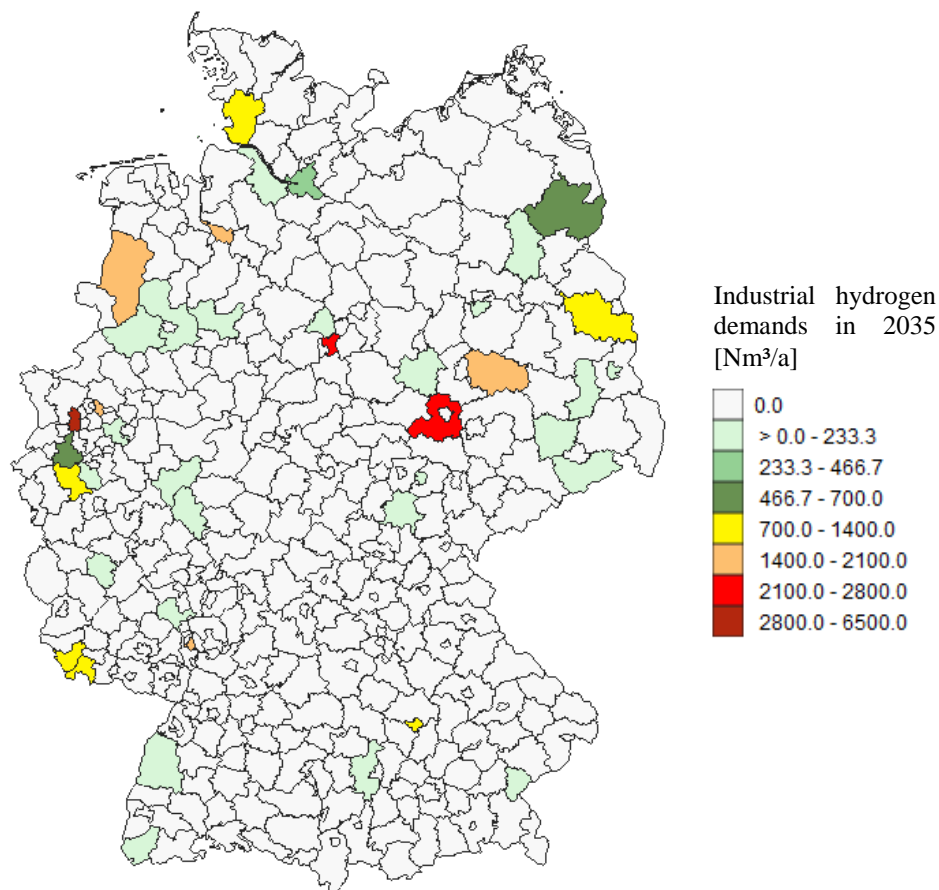 Industrial hydrogen
demands in 2035
[Nm³/a]
0.0
> 0.0 - 233.3
233.3 - 466.7
466.7 - 700.0
700.0 - 1400.0
1400.0 - 2100.0
2100.0 - 2800.0
2800.0 - 6500.0